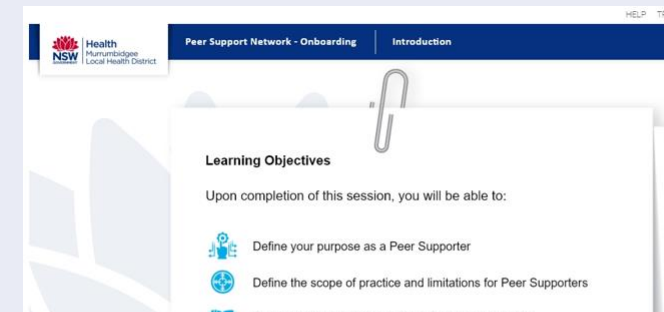 HELP
Health
Murrumbidgee
Local Health District
NSW
GOVERNMENT
Peer Support Network - Onboarding
Introduction
Learning Objectives
Upon completion of this session, you will be able to:
Define your purpose as a Peer Supporter
Define the scope of practice and limitations for Peer Supporters